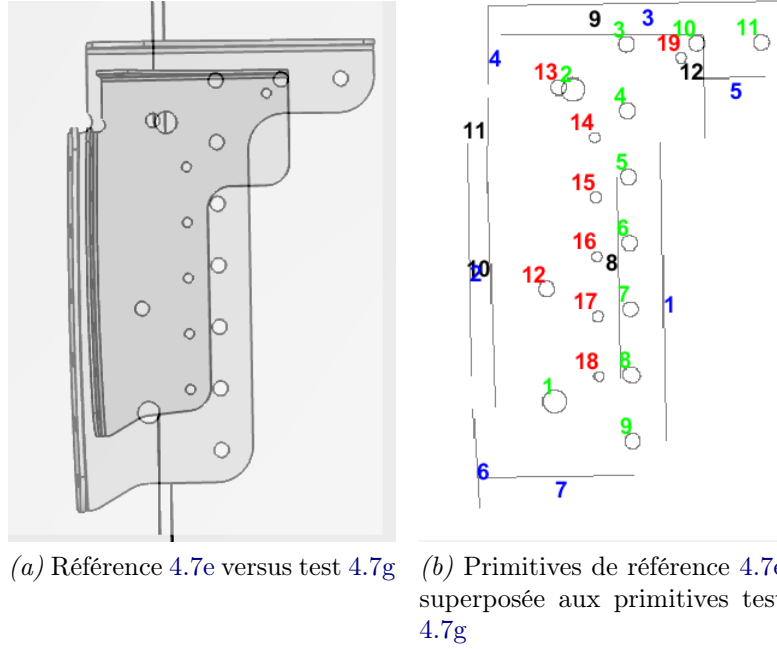 9 3 10 11
19
4 13 2 12
5
4
14
11
5
15
6
16 8
10
2 12
17 7 1
18 8
1
9
6
7
(a) Référence 4.7e versus test 4.7g
(b) Primitives de référence 4.7e
superposée aux primitives test
4.7g